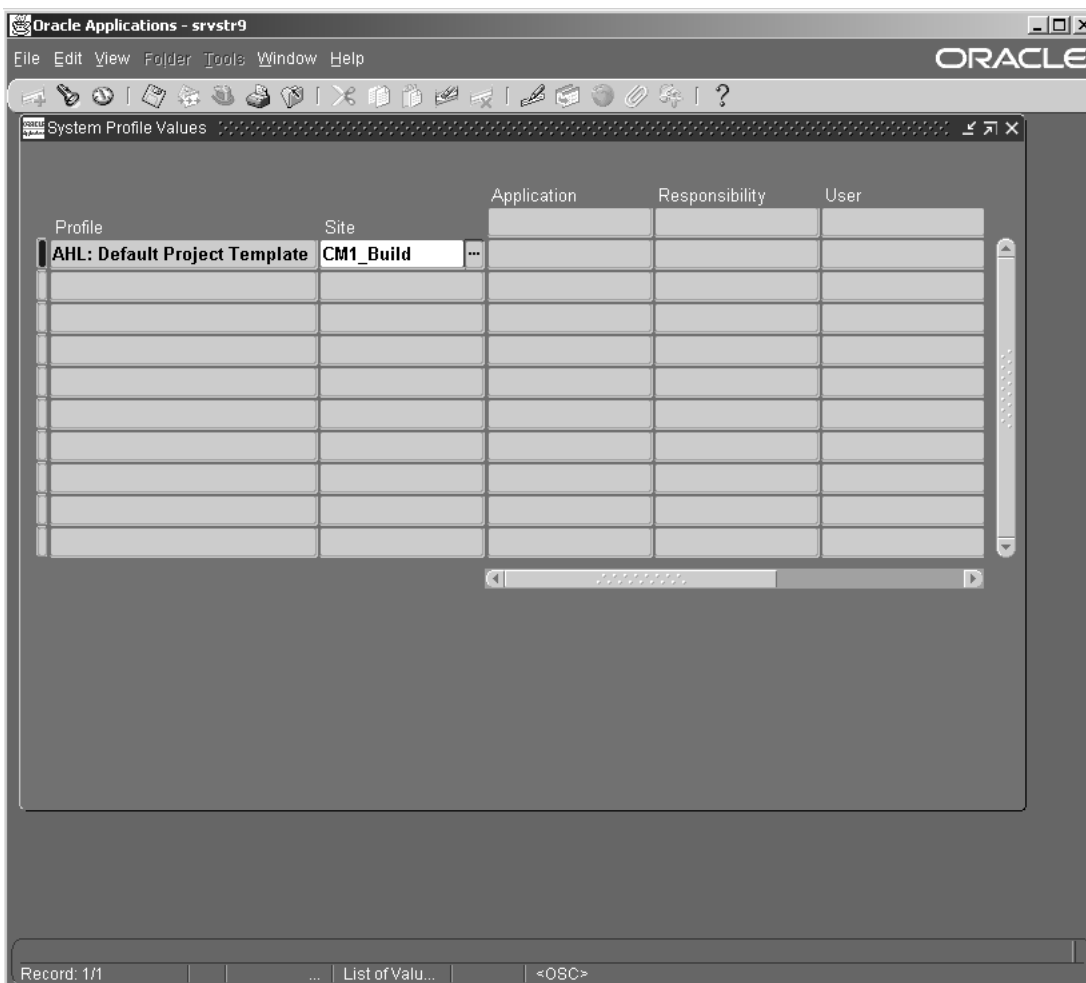 Oracle Applications - srvstr9
File Edit View Folder Tools Window Help
ORACLE
?
System Profile Values
Application Responsibility User
Profile Site
AHL: Default Project Template CM1_Build ...
Record: 1/1 ... List of Valu... <OSC>